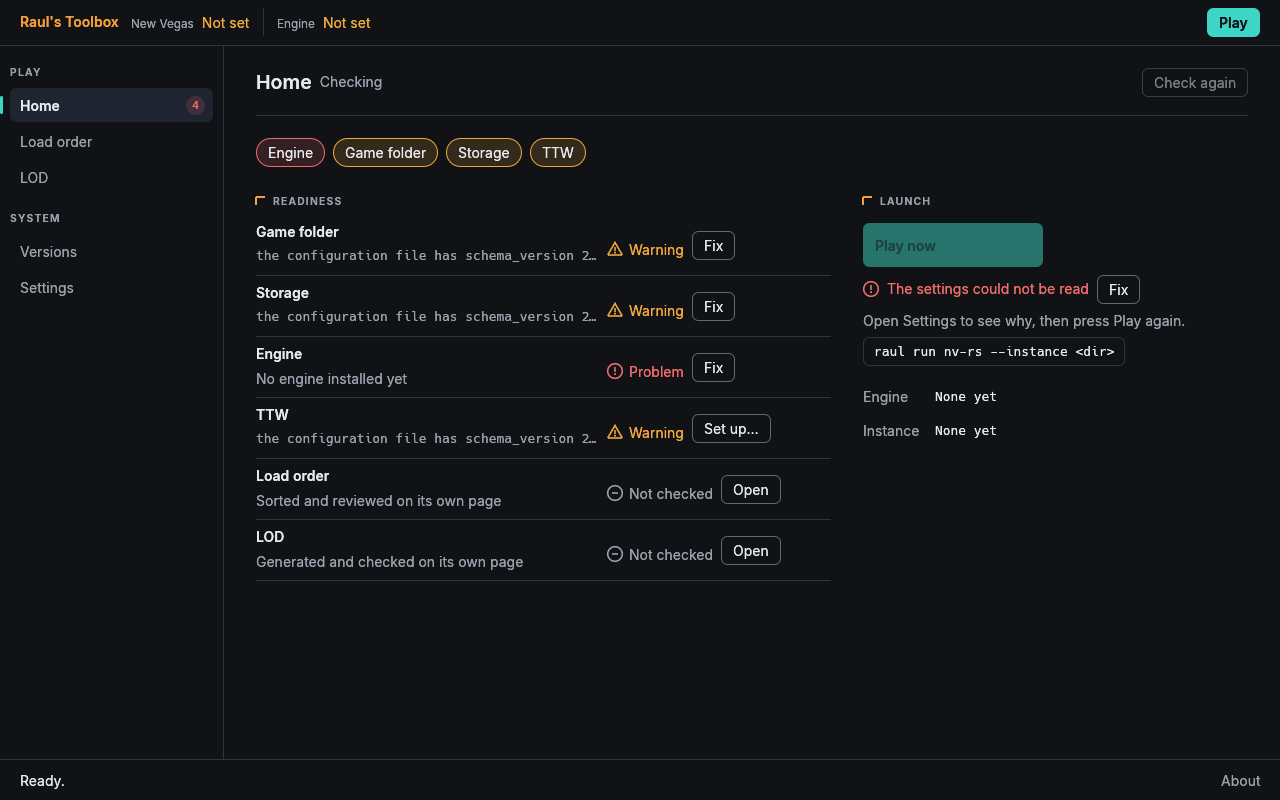 Raul's Toolbox New Vegas Not set Engine Not set Play
PLAY
Home 4
Load order
LOD
SYSTEM
Versions
Settings
Home Checking Check again
Engine Game folder Storage TTW
READINESS
Game folder
the configuration file has schema_version 2… Warning Fix
Storage
the configuration file has schema_version 2… Warning Fix
Engine
No engine installed yet Problem Fix
TTW
the configuration file has schema_version 2… Warning Set up...
Load order
Sorted and reviewed on its own page Not checked Open
LOD
Generated and checked on its own page Not checked Open
LAUNCH
Play now
The settings could not be read Fix
Open Settings to see why, then press Play again.
raul run nv-rs --instance <dir>
Engine None yet
Instance None yet
Ready. About